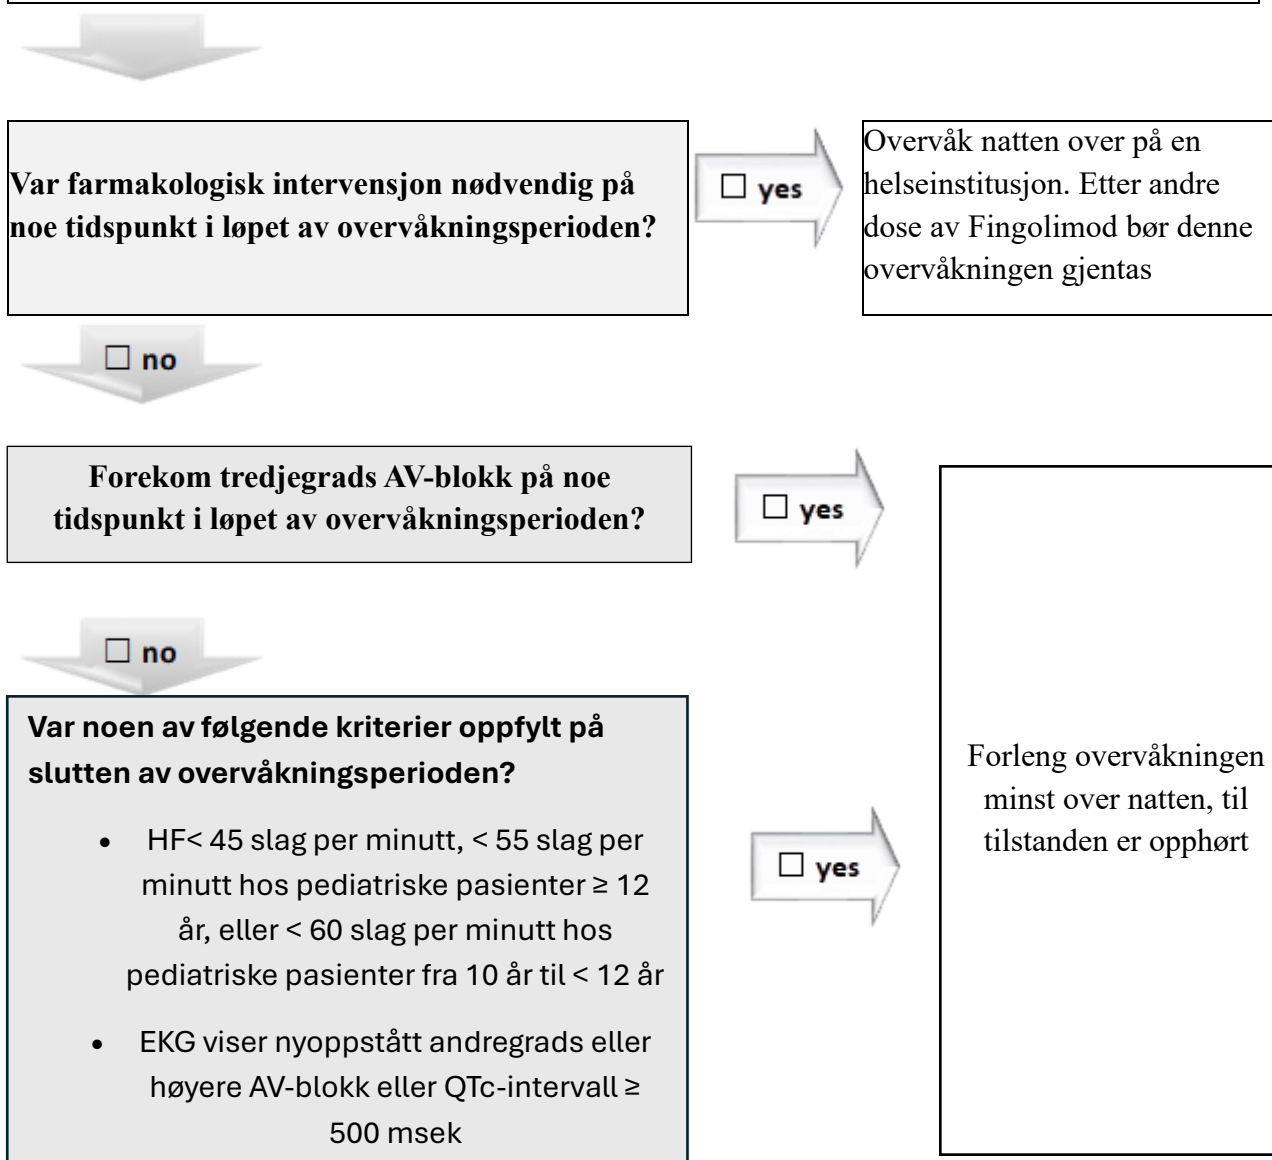 Var farmakologisk intervensjon nødvendig på
noe tidspunkt i løpet av overvåkningsperioden?
☐ yes
Overvåk natten over på en
helseinstitusjon. Etter andre
dose av Fingolimod bør denne
overvåkningen gjentas
☐ no
Forekom tredjegrads AV-blokk på noe
tidspunkt i løpet av overvåkningsperioden?
☐ yes
☐ no
Var noen av følgende kriterier oppfylt på
slutten av overvåkningsperioden?
• HF< 45 slag per minutt, < 55 slag per
minutt hos pediatriske pasienter ≥ 12
år, eller < 60 slag per minutt hos
pediatriske pasienter fra 10 år til < 12 år
• EKG viser nyoppstått andregrads eller
høyere AV-blokk eller QTc-intervall ≥
500 msek
☐ yes
Forleng overvåkningen
minst over natten, til
tilstanden er opphørt